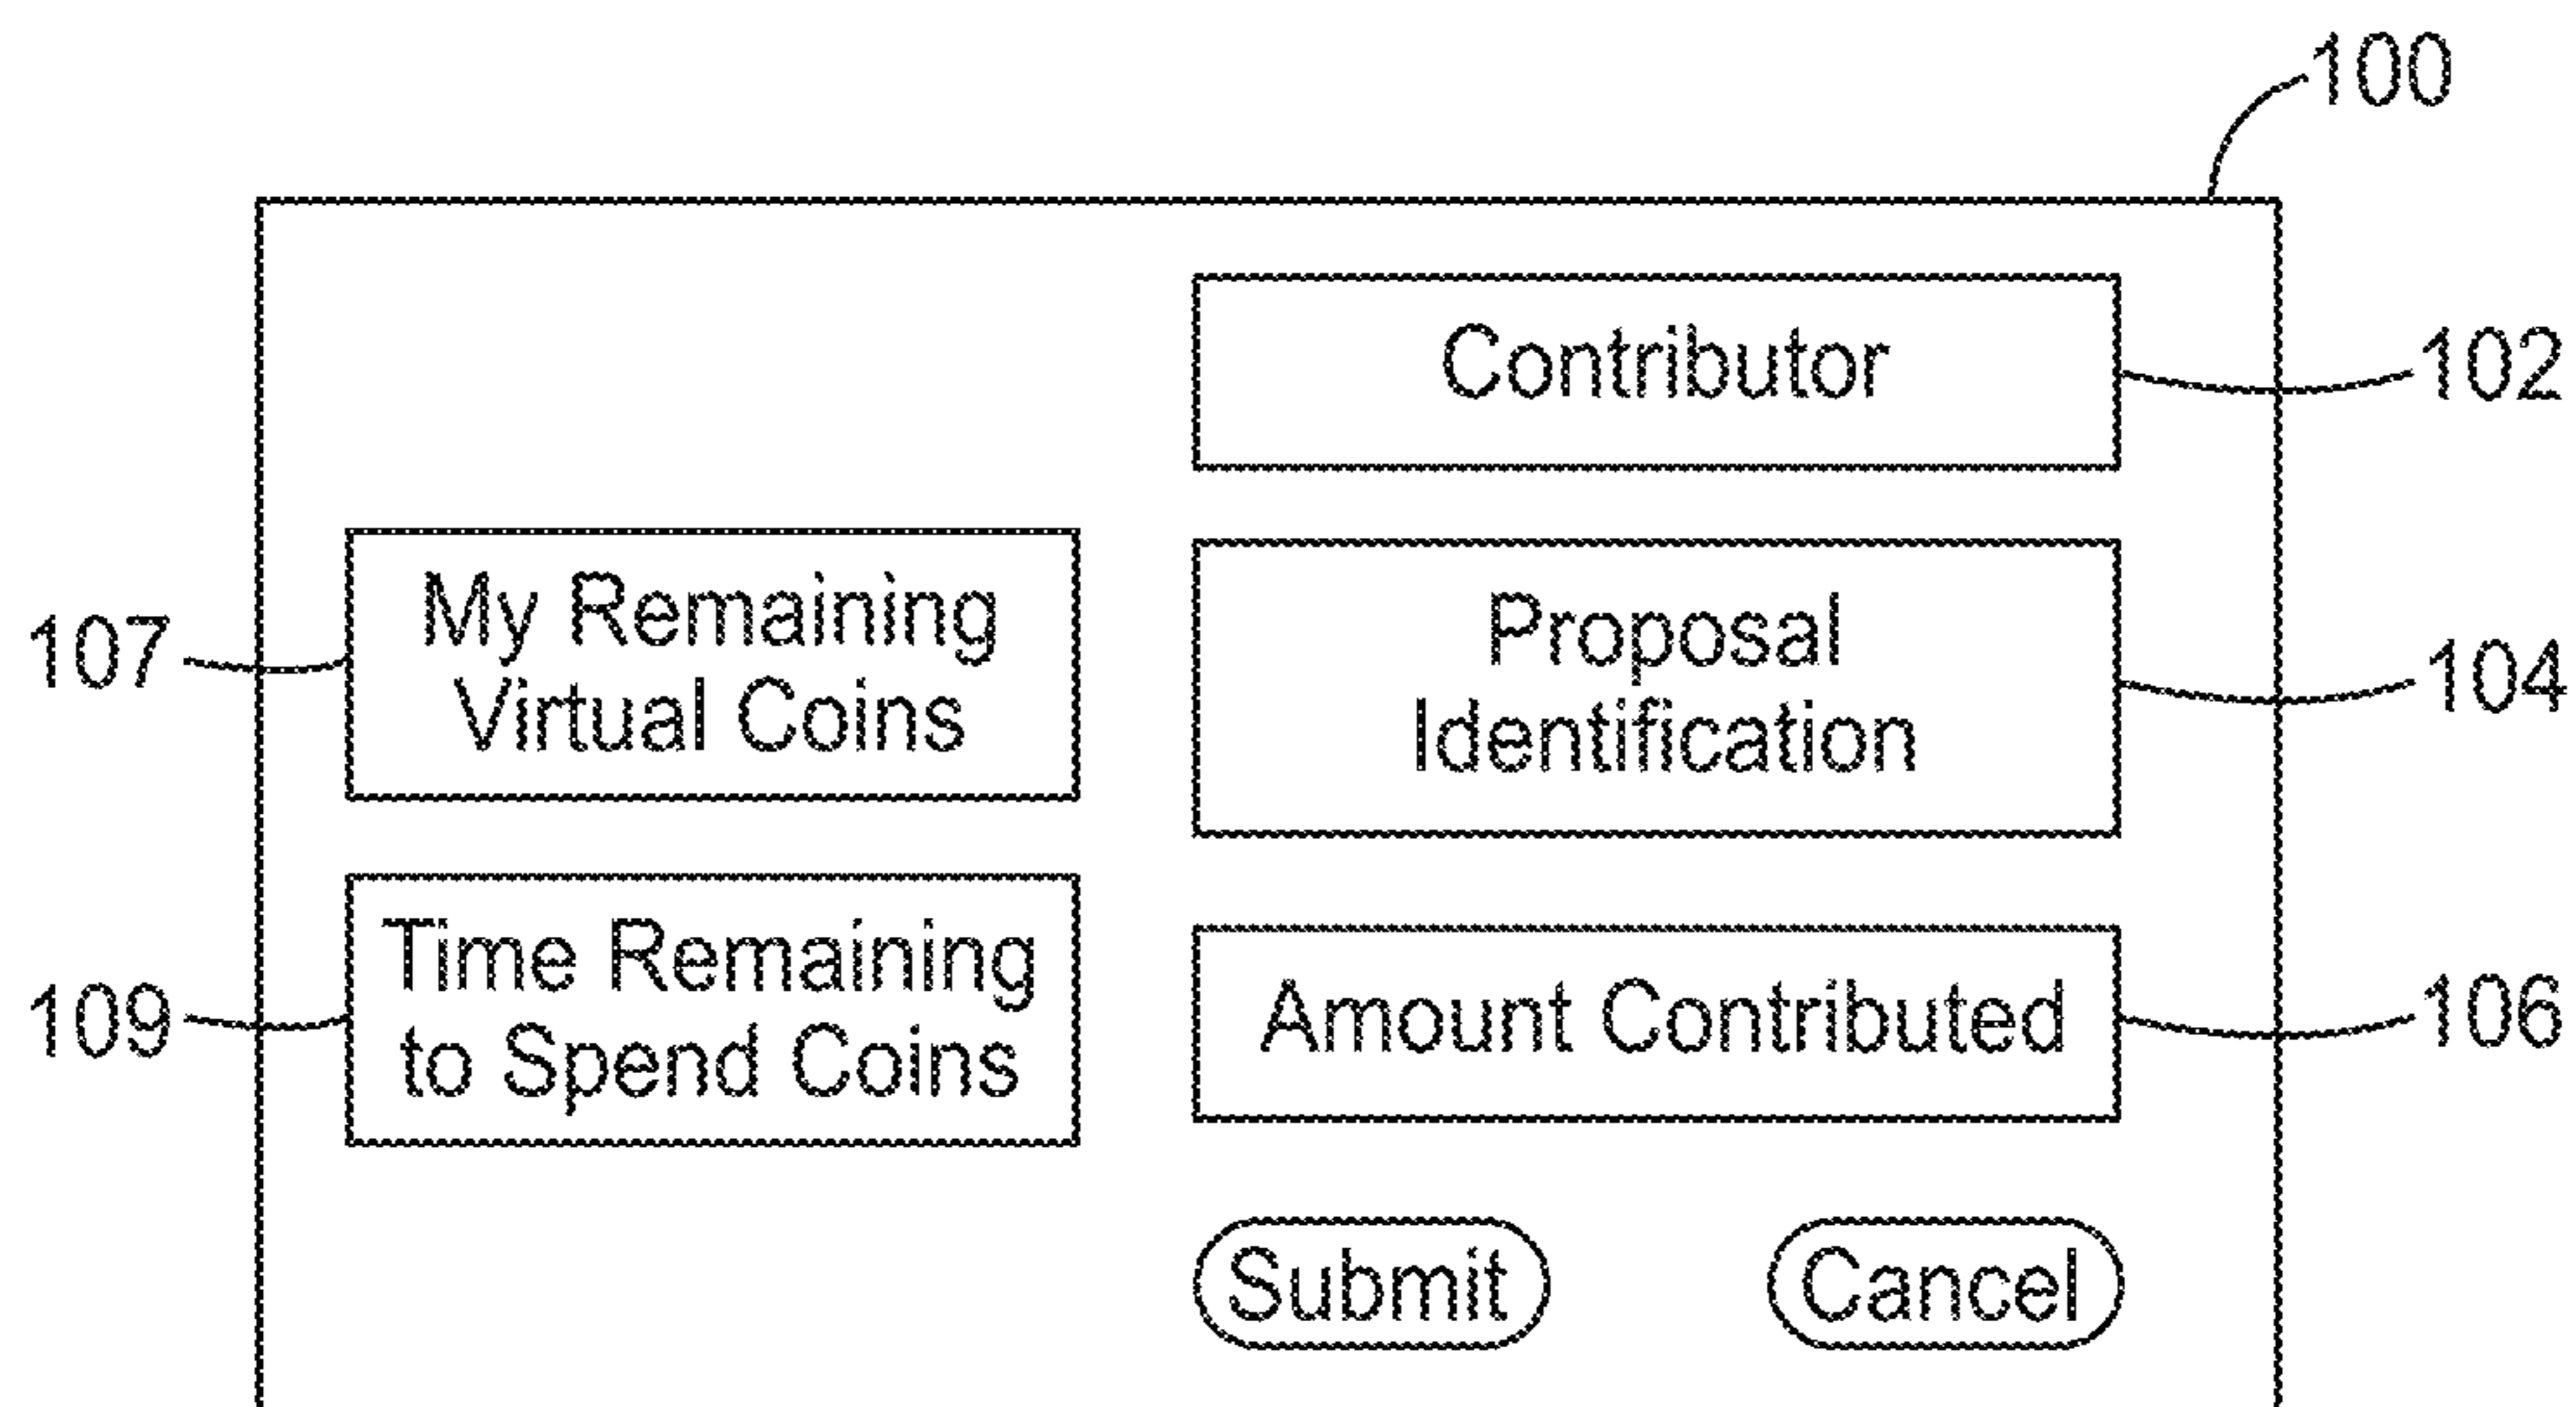 100
Contributor
102
My Remaining
Virtual Coins
107
Proposal
Identification
104
Time Remaining
to Spend Coins
109
Amount Contributed
106
Submit
Cancel